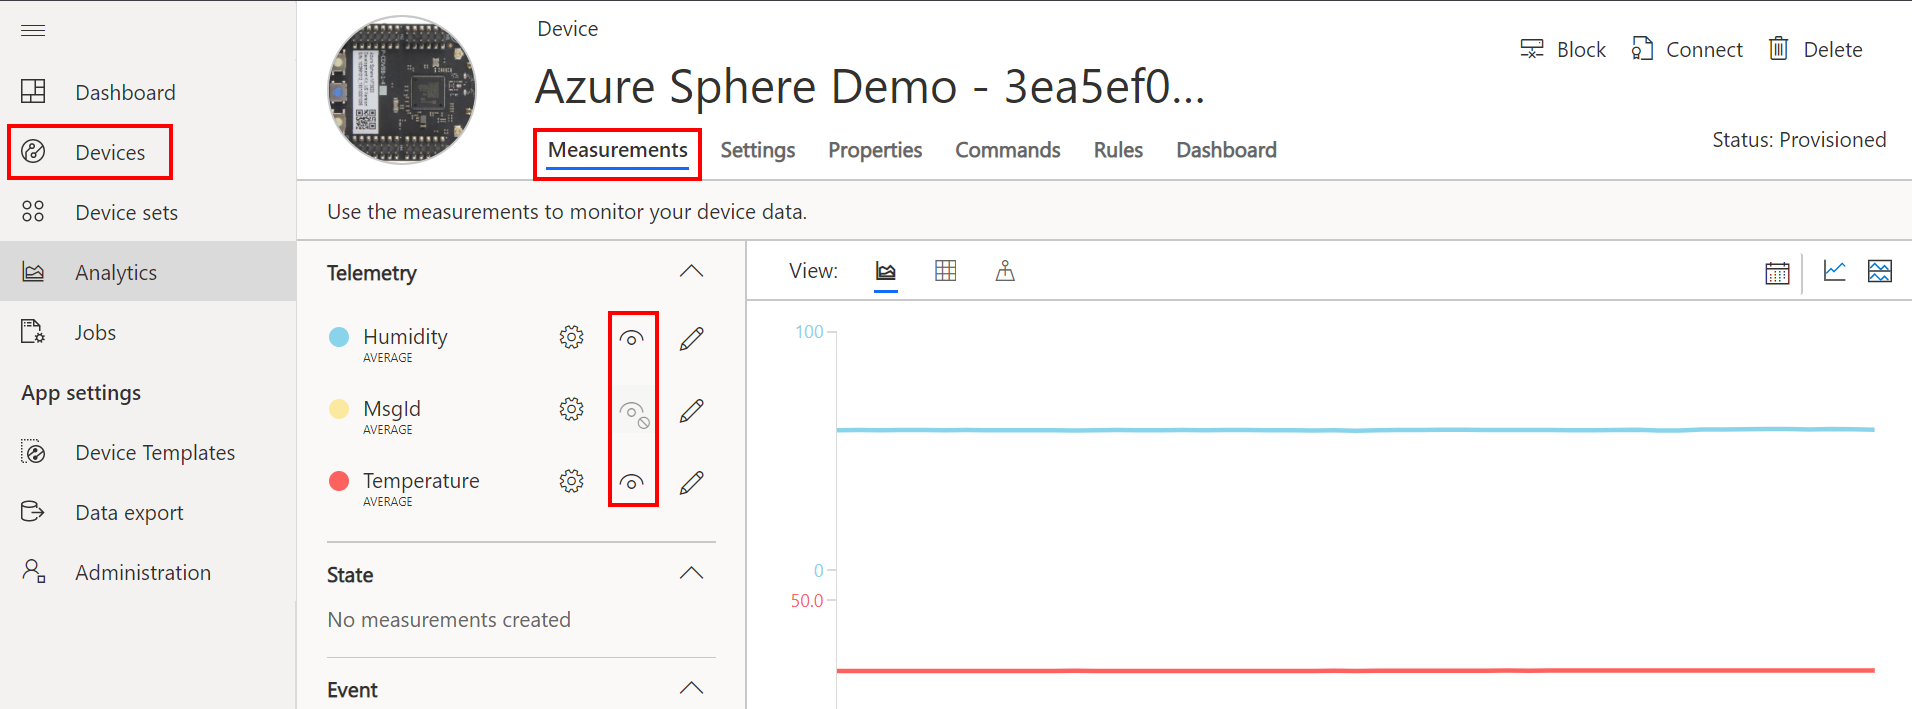 Dashboard
Devices
Device sets
Analytics
Jobs
App settings
Device Templates
Data export
Administration
Device
Azure Sphere Demo - 3ea5ef0...
Block
Connect
Delete
Measurements
Settings
Properties
Commands
Rules
Dashboard
Status: Provisioned
Use the measurements to monitor your device data.
Telemetry
Humidity
AVERAGE
MsgId
AVERAGE
Temperature
AVERAGE
State
No measurements created
Event
View:
100
0
50.0